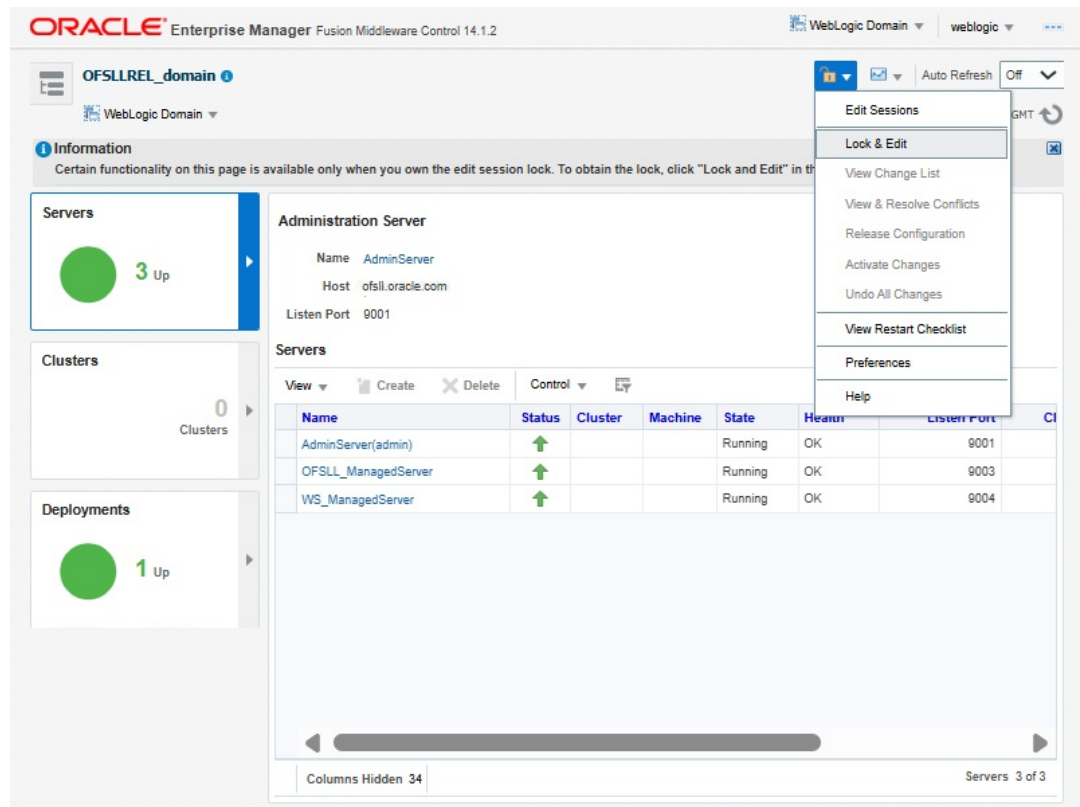 ORACLE Enterprise Manager Fusion Middleware Control 14.1.2
WebLogic Domain
weblogic
OFSLLREL_domain
Auto Refresh Off
WebLogic Domain
GMT
Edit Sessions
Lock & Edit
View Change List
View & Resolve Conflicts
Release Configuration
Activate Changes
Undo All Changes
View Restart Checklist
Preferences
Help
Information
Certain functionality on this page is available only when you own the edit session lock. To obtain the lock, click "Lock and Edit" in th
Servers
3 Up
Clusters
0
Clusters
Deployments
1 Up
Administration Server
Name AdminServer
Host ofsll.oracle.com
Listen Port 9001
Servers
View Create Delete Control
Name Status Cluster Machine State Health Listen Port Cl
AdminServer(admin) Running OK 9001
OFSLL_ManagedServer Running OK 9003
WS_ManagedServer Running OK 9004
Columns Hidden 34
Servers 3 of 3